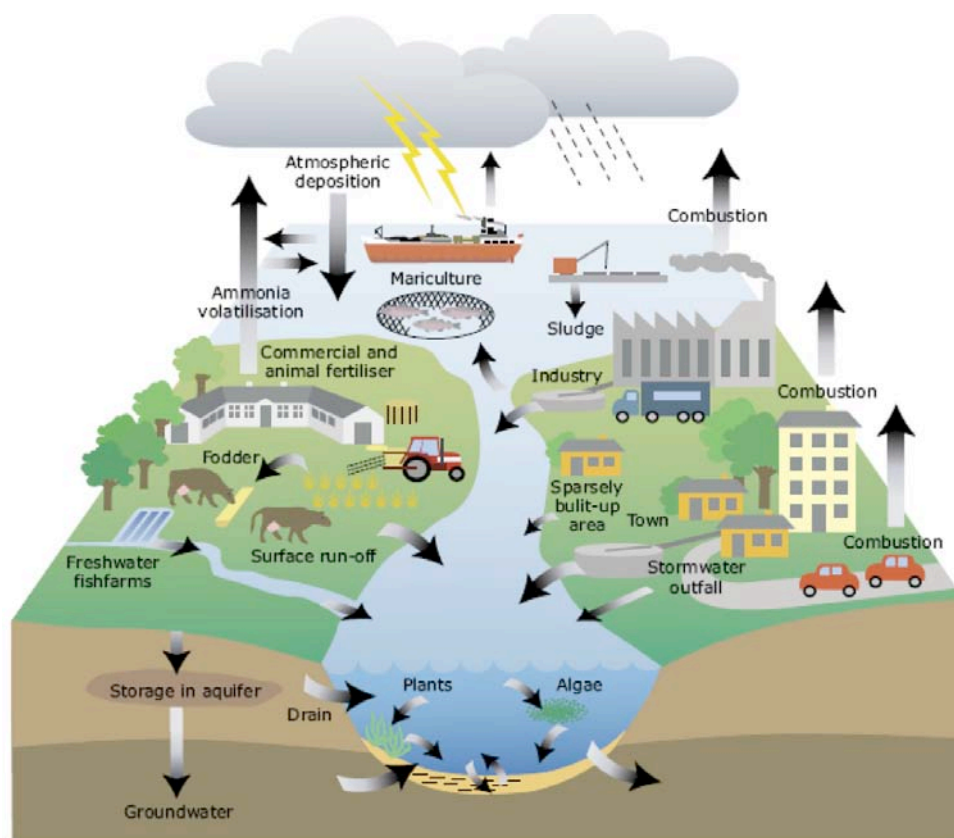 Atmospheric
deposition
Combustion
Mariculture
Ammonia
volatilisation
Sludge
Commercial and
animal fertiliser
Industry
Combustion
Fodder
Sparsely
bulit-up
area
Town
Combustion
Surface run-off
Freshwater
fishfarms
Stormwater
outfall
Plants
Algae
Storage in aquifer
Drain
Groundwater